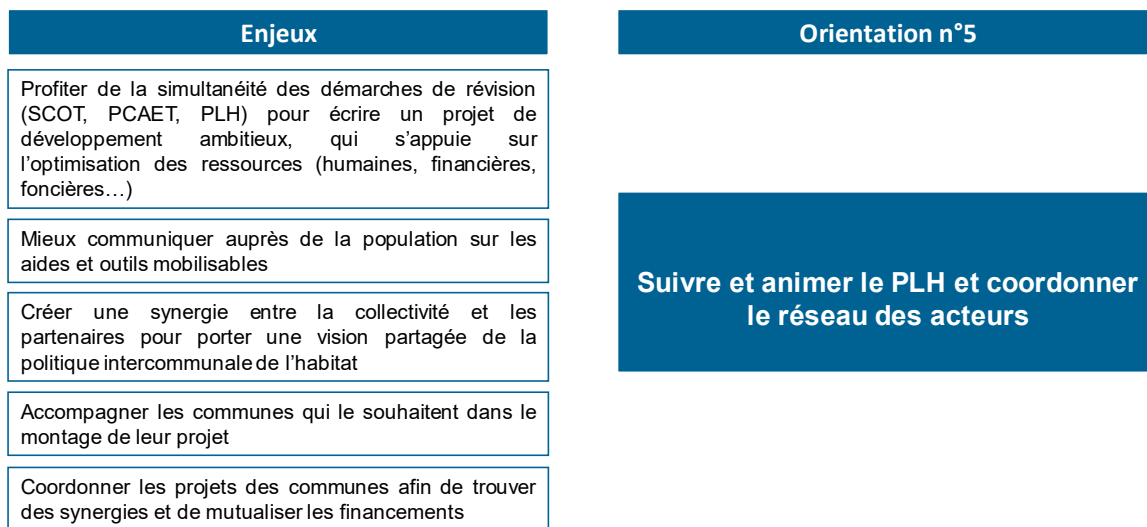 Enjeux
Profiter de la simultanéité des démarches de révision
(SCOT, PCAET, PLH) pour écrire un projet de
développement ambitieux, qui s’appuie sur
l’optimisation des ressources (humaines, financières,
foncières…)
Mieux communiquer auprès de la population sur les
aides et outils mobilisables
Créer une synergie entre la collectivité et les
partenaires pour porter une vision partagée de la
politique intercommunale de l’habitat
Accompagner les communes qui le souhaitent dans le
montage de leur projet
Coordonner les projets des communes afin de trouver
des synergies et de mutualiser les financements
Orientation n°5
Suivre et animer le PLH et coordonner
le réseau des acteurs